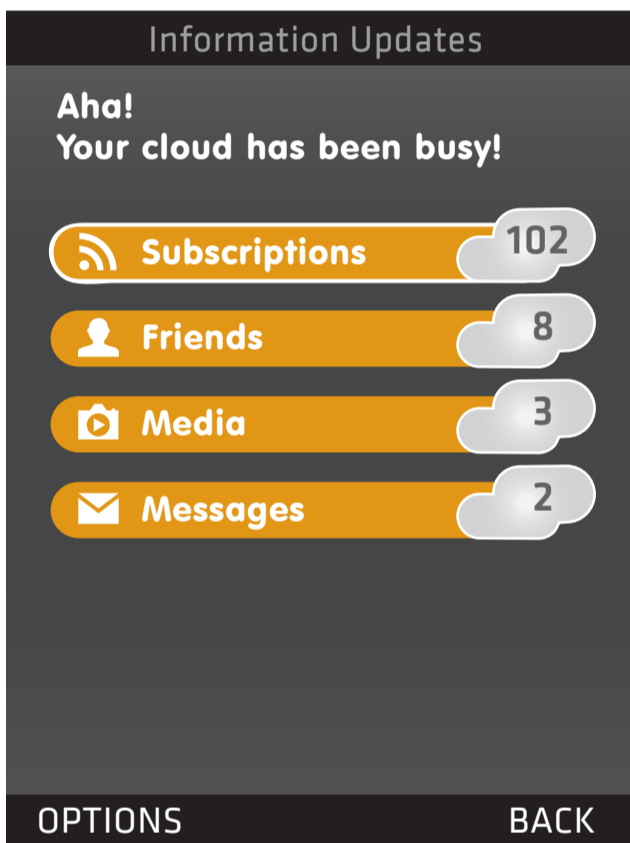 Information Updates
Aha!
Your cloud has been busy!
Subscriptions 102
Friends 8
Media 3
Messages 2
OPTIONS BACK